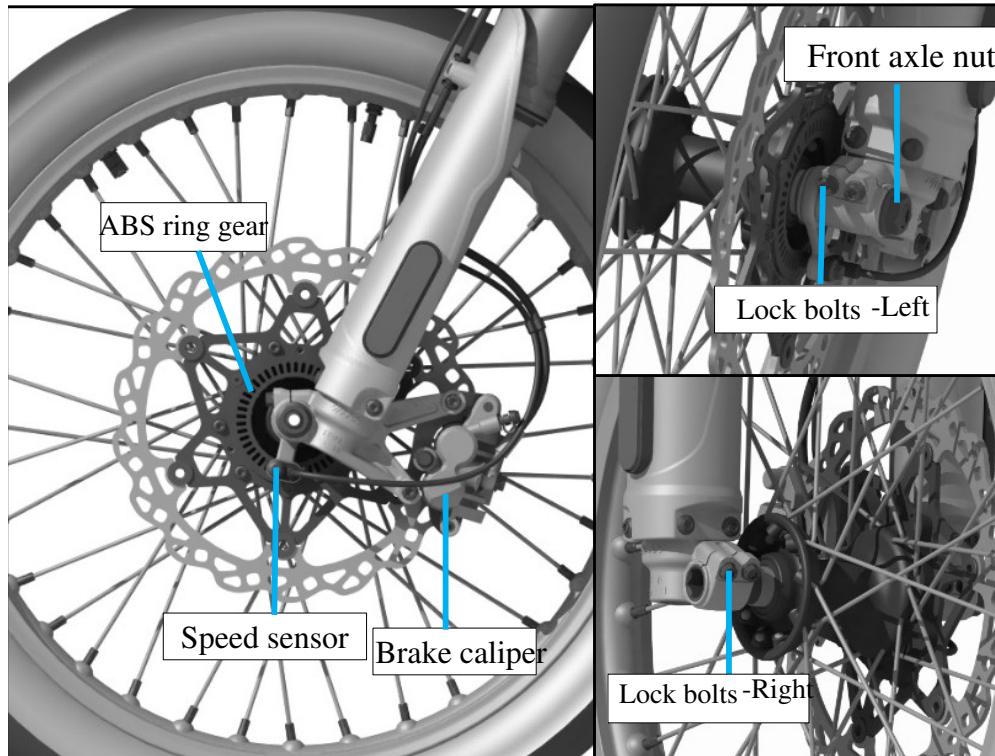 ABS ring gear
Speed sensor
Brake caliper
Front axle nut
Lock bolts -Left
Lock bolts -Right